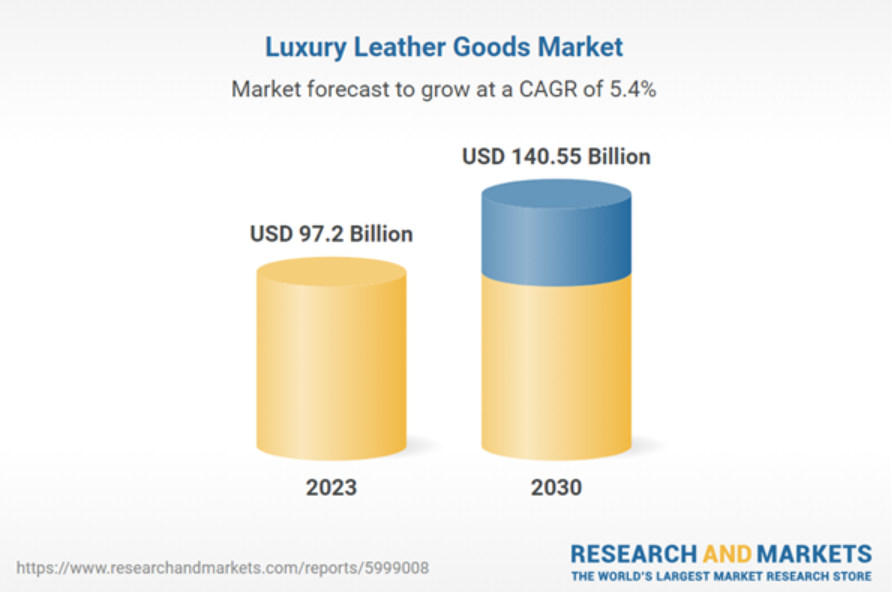 Luxury Leather Goods Market
Market forecast to grow at a CAGR of 5.4%
USD 140.55 Billion
USD 97.2 Billion
2023
2030
https://www.researchandmarkets.com/reports/5999008
RESEARCH AND MARKETS
THE WORLD'S LARGEST MARKET RESEARCH STORE